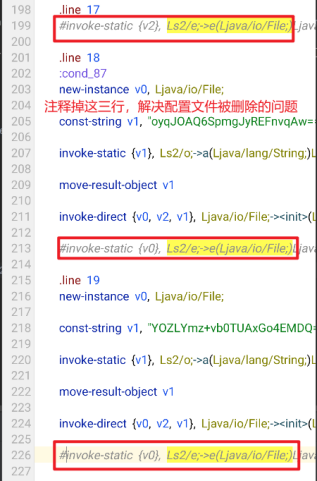 198 .line 17
199 #invoke-static {v2}, Ls2/e;->e(Ljava/io/File;)Ljava
200
201 .line 18
202 :cond_87
203 new-instance v0, Ljava/io/File;
204 注释掉这三行，解决配置文件被删除的问题
205 const-string v1, "oyqJOAQ6SpmgJyREFnvqAw=
206
207 invoke-static {v1}, Ls2/o;->a(Ljava/lang/String;)L
208
209 move-result-object v1
210
211 invoke-direct {v0, v2, v1}, Ljava/io/File;-><init>(L
212
213 #invoke-static {v0}, Ls2/e;->e(Ljava/io/File;)Ljava
214
215 .line 19
216 new-instance v0, Ljava/io/File;
217
218 const-string v1, "YOZLYmz+vb0TUAxGo4EMDQ=
219
220 invoke-static {v1}, Ls2/o;->a(Ljava/lang/String;)L
221
222 move-result-object v1
223
224 invoke-direct {v0, v2, v1}, Ljava/io/File;-><init>(L
225
226 #invoke-static {v0}, Ls2/e;->e(Ljava/io/File;)Ljava
227